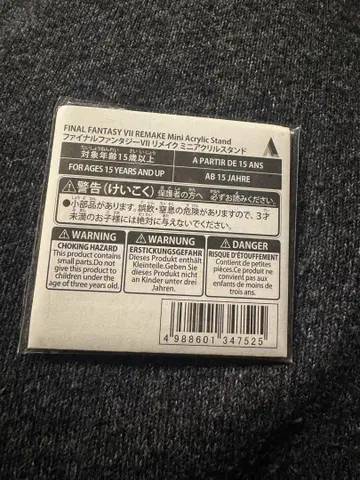 FINAL FANTASY VII REMAKE Mini Acrylic Stand
ファイナルファンタジーVII リメイク ミニアクリルスタンド
対象年齢15歳以上
A PARTIR DE 15 ANS
FOR AGES 15 YEARS AND UP
AB 15 JAHRE
警告(けいこく) 保護者の方へ 必ずお読みください。
●小部品があります。誤飲・窒息の危険がありますので、3才
未満のお子様には絶対に与えないでください。
WARNING
CHOKING HAZARD
This product contains
small parts.Do not
give this product to
children under the
age of three years old.
WARNUNG
ERSTICKUNGSGEFAHR
Dieses Produkt enthält
Kleinteile.Geben Sie
dieses Produkt nicht
an Kinder unter drei
Jahren.
DANGER
RISQUE D'ÉTOUFFEMENT
Contient de petites
pièces.Ce produit ne
convient pas aux
enfants de moins de
trois ans.
4 988601 347525